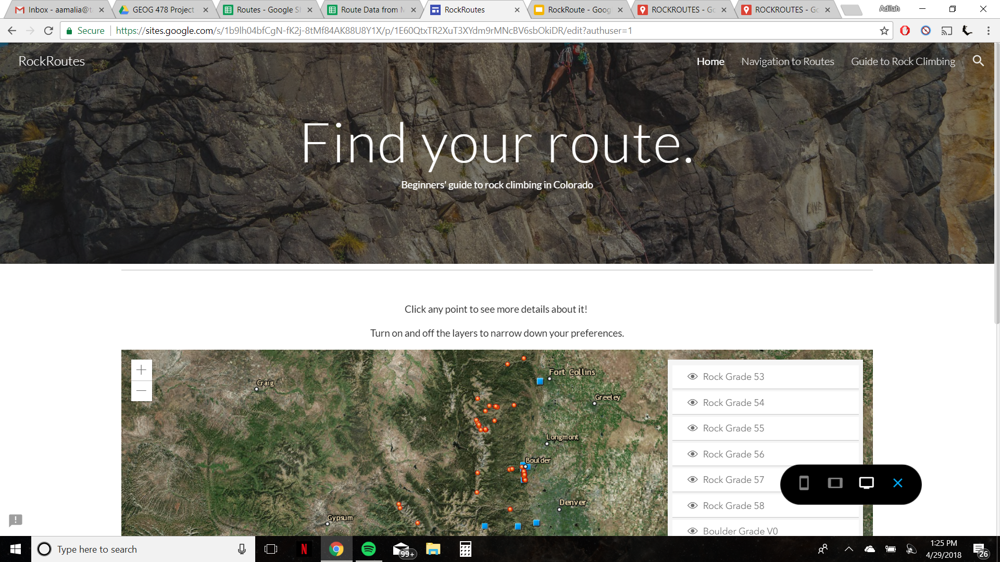 Inbox - aamalia@t
GEOG 478 Project
Routes - Google S
Route Data from M
RockRoutes
RockRoute - Goog
ROCKROUTES - Go
ROCKROUTES - Go
Adilah
Secure
https://sites.google.com/s/1b9lh04bfCgN-fK2j-8tMf84AK88U8Y1X/p/1E60QtxTR2XuT3XYdm9rMNcBV6sbOkiDR/edit?authuser=1
RockRoutes
Home
Navigation to Routes
Guide to Rock Climbing
Find your route.
Beginners' guide to rock climbing in Colorado
LIVE
Click any point to see more details about it!
Turn on and off the layers to narrow down your preferences.
Craig
Fort Collins
Greeley
Longmont
Boulder
Denver
Gypsum
Rock Grade 53
Rock Grade 54
Rock Grade 55
Rock Grade 56
Rock Grade 57
Rock Grade 58
Boulder Grade V0
Type here to search
99+
1:25 PM
4/29/2018
26